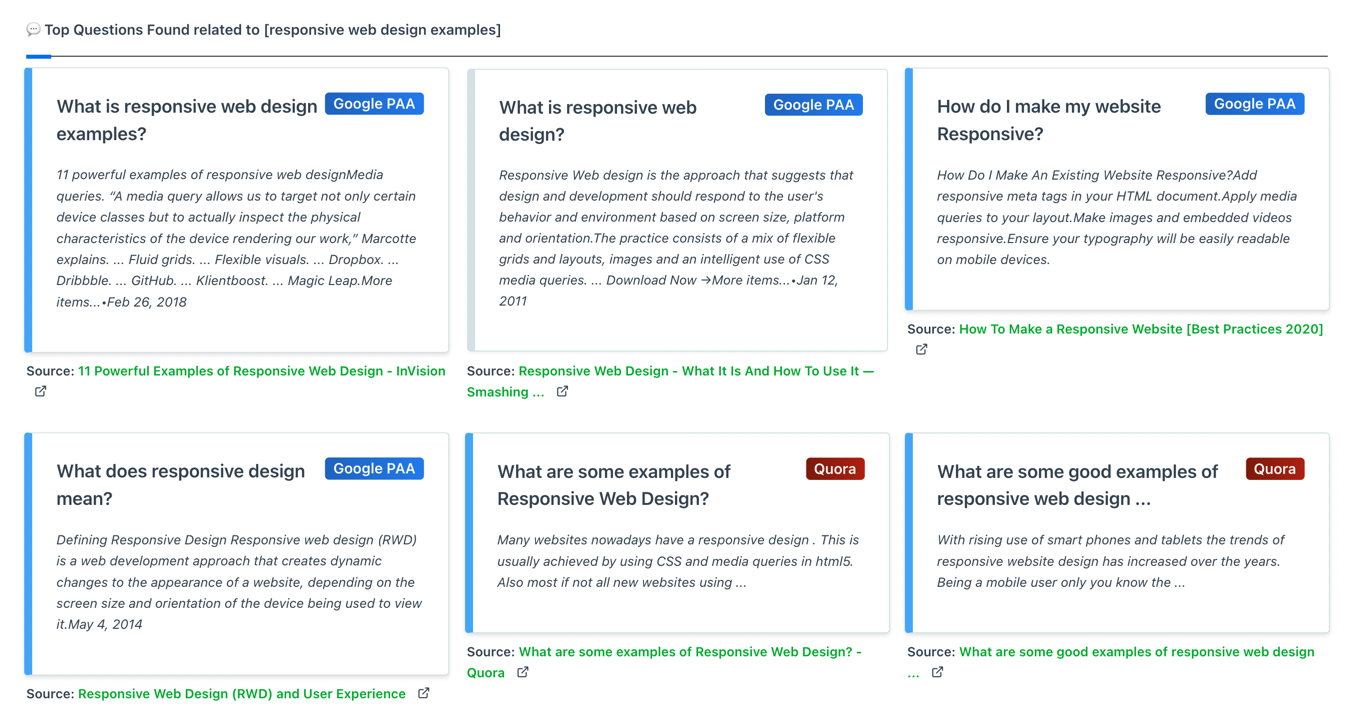 💬 Top Questions Found related to [responsive web design examples]
What is responsive web design
examples?
Google PAA
11 powerful examples of responsive web designMedia
queries. “A media query allows us to target not only certain
device classes but to actually inspect the physical
characteristics of the device rendering our work,” Marcotte
explains. ... Fluid grids. ... Flexible visuals. ... Dropbox. ...
Dribbble. ... GitHub. ... Klientboost. ... Magic Leap.More
items...•Feb 26, 2018
Source: 11 Powerful Examples of Responsive Web Design - InVision
What is responsive web
design?
Google PAA
Responsive Web design is the approach that suggests that
design and development should respond to the user's
behavior and environment based on screen size, platform
and orientation.The practice consists of a mix of flexible
grids and layouts, images and an intelligent use of CSS
media queries. ... Download Now →More items...•Jan 12,
2011
Source: Responsive Web Design - What It Is And How To Use It —
Smashing ...
How do I make my website
Responsive?
Google PAA
How Do I Make An Existing Website Responsive?Add
responsive meta tags in your HTML document.Apply media
queries to your layout.Make images and embedded videos
responsive.Ensure your typography will be easily readable
on mobile devices.
Source: How To Make a Responsive Website [Best Practices 2020]
What does responsive design
mean?
Google PAA
Defining Responsive Design Responsive web design (RWD)
is a web development approach that creates dynamic
changes to the appearance of a website, depending on the
screen size and orientation of the device being used to view
it.May 4, 2014
Source: Responsive Web Design (RWD) and User Experience
What are some examples of
Responsive Web Design?
Quora
Many websites nowadays have a responsive design . This is
usually achieved by using CSS and media queries in html5.
Also most if not all new websites using ...
Source: What are some examples of Responsive Web Design? -
Quora
What are some good examples of
responsive web design ...
Quora
With rising use of smart phones and tablets the trends of
responsive website design has increased over the years.
Being a mobile user only you know the ...
Source: What are some good examples of responsive web design
...